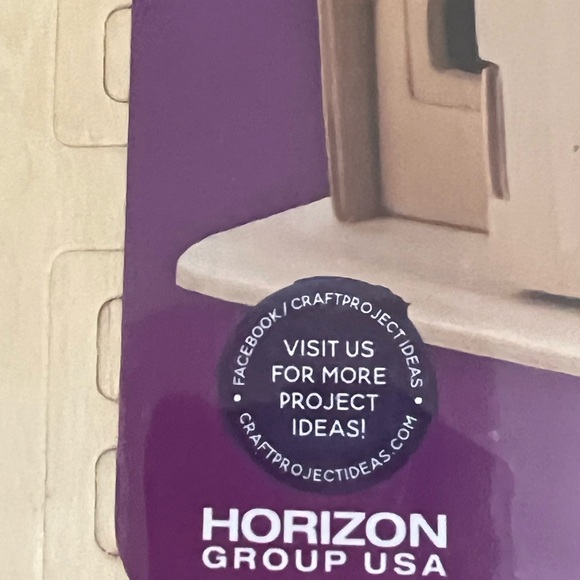 FACEBOOK / CRAFTPROJECT IDEAS
VISIT US
FOR MORE
PROJECT
IDEAS!
CRAFTPROJECTIDEAS.COM
HORIZON
GROUP USA